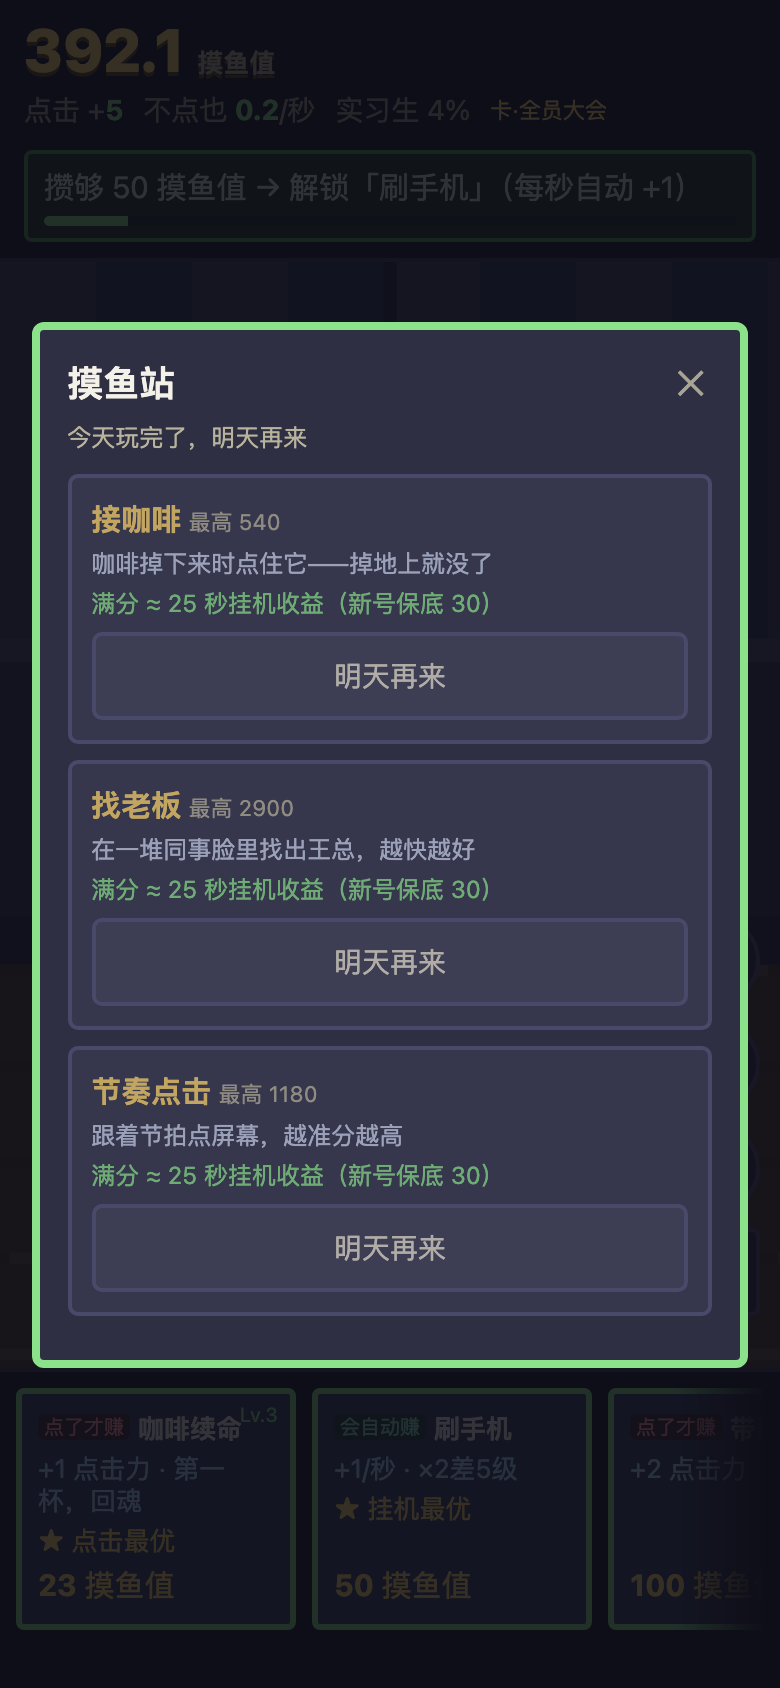 392.1 摸鱼值
点击 +5 不点也 0.2/秒 实习生 4% 卡·全员大会
攒够 50 摸鱼值 → 解锁「刷手机」（每秒自动 +1）
摸鱼站
今天玩完了，明天再来
接咖啡 最高 540
咖啡掉下来时点住它——掉地上就没了
满分 ≈ 25 秒挂机收益（新号保底 30）
明天再来
找老板 最高 2900
在一堆同事脸里找出王总，越快越好
满分 ≈ 25 秒挂机收益（新号保底 30）
明天再来
节奏点击 最高 1180
跟着节拍点屏幕，越准分越高
满分 ≈ 25 秒挂机收益（新号保底 30）
明天再来
点了才赚 咖啡续命 Lv.3
+1 点击力 · 第一
杯，回魂
★ 点击最优
23 摸鱼值
会自动赚 刷手机
+1/秒 · ×2差5级
★ 挂机最优
50 摸鱼值
点了才赚 带
+2 点击力
100 摸鱼